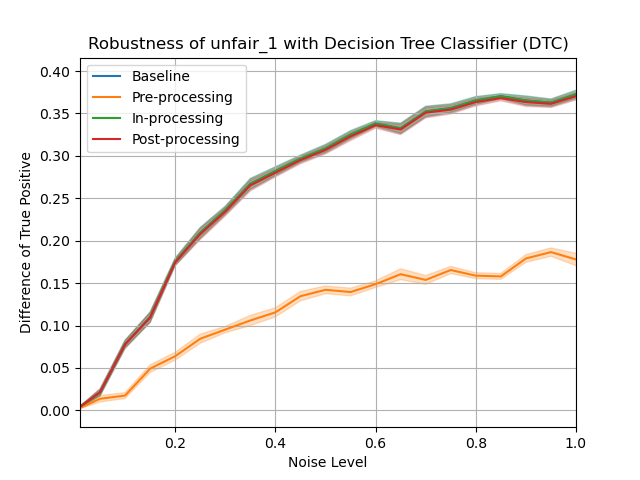 Robustness of unfair_1 with Decision Tree Classifier (DTC)
Baseline
Pre-processing
In-processing
Post-processing
Difference of True Positive
0.40
0.35
0.30
0.25
0.20
0.15
0.10
0.05
0.00
0.2
0.4
0.6
0.8
1.0
Noise Level